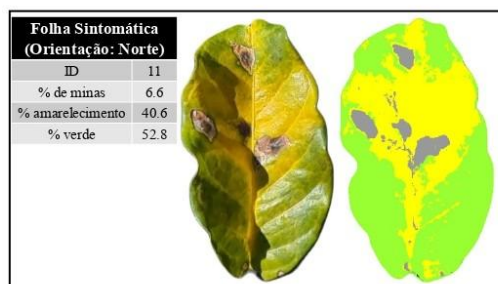 Folha Sintomática
(Orientação: Norte)
ID 11
% de minas 6.6
% amarelecimento 40.6
% verde 52.8